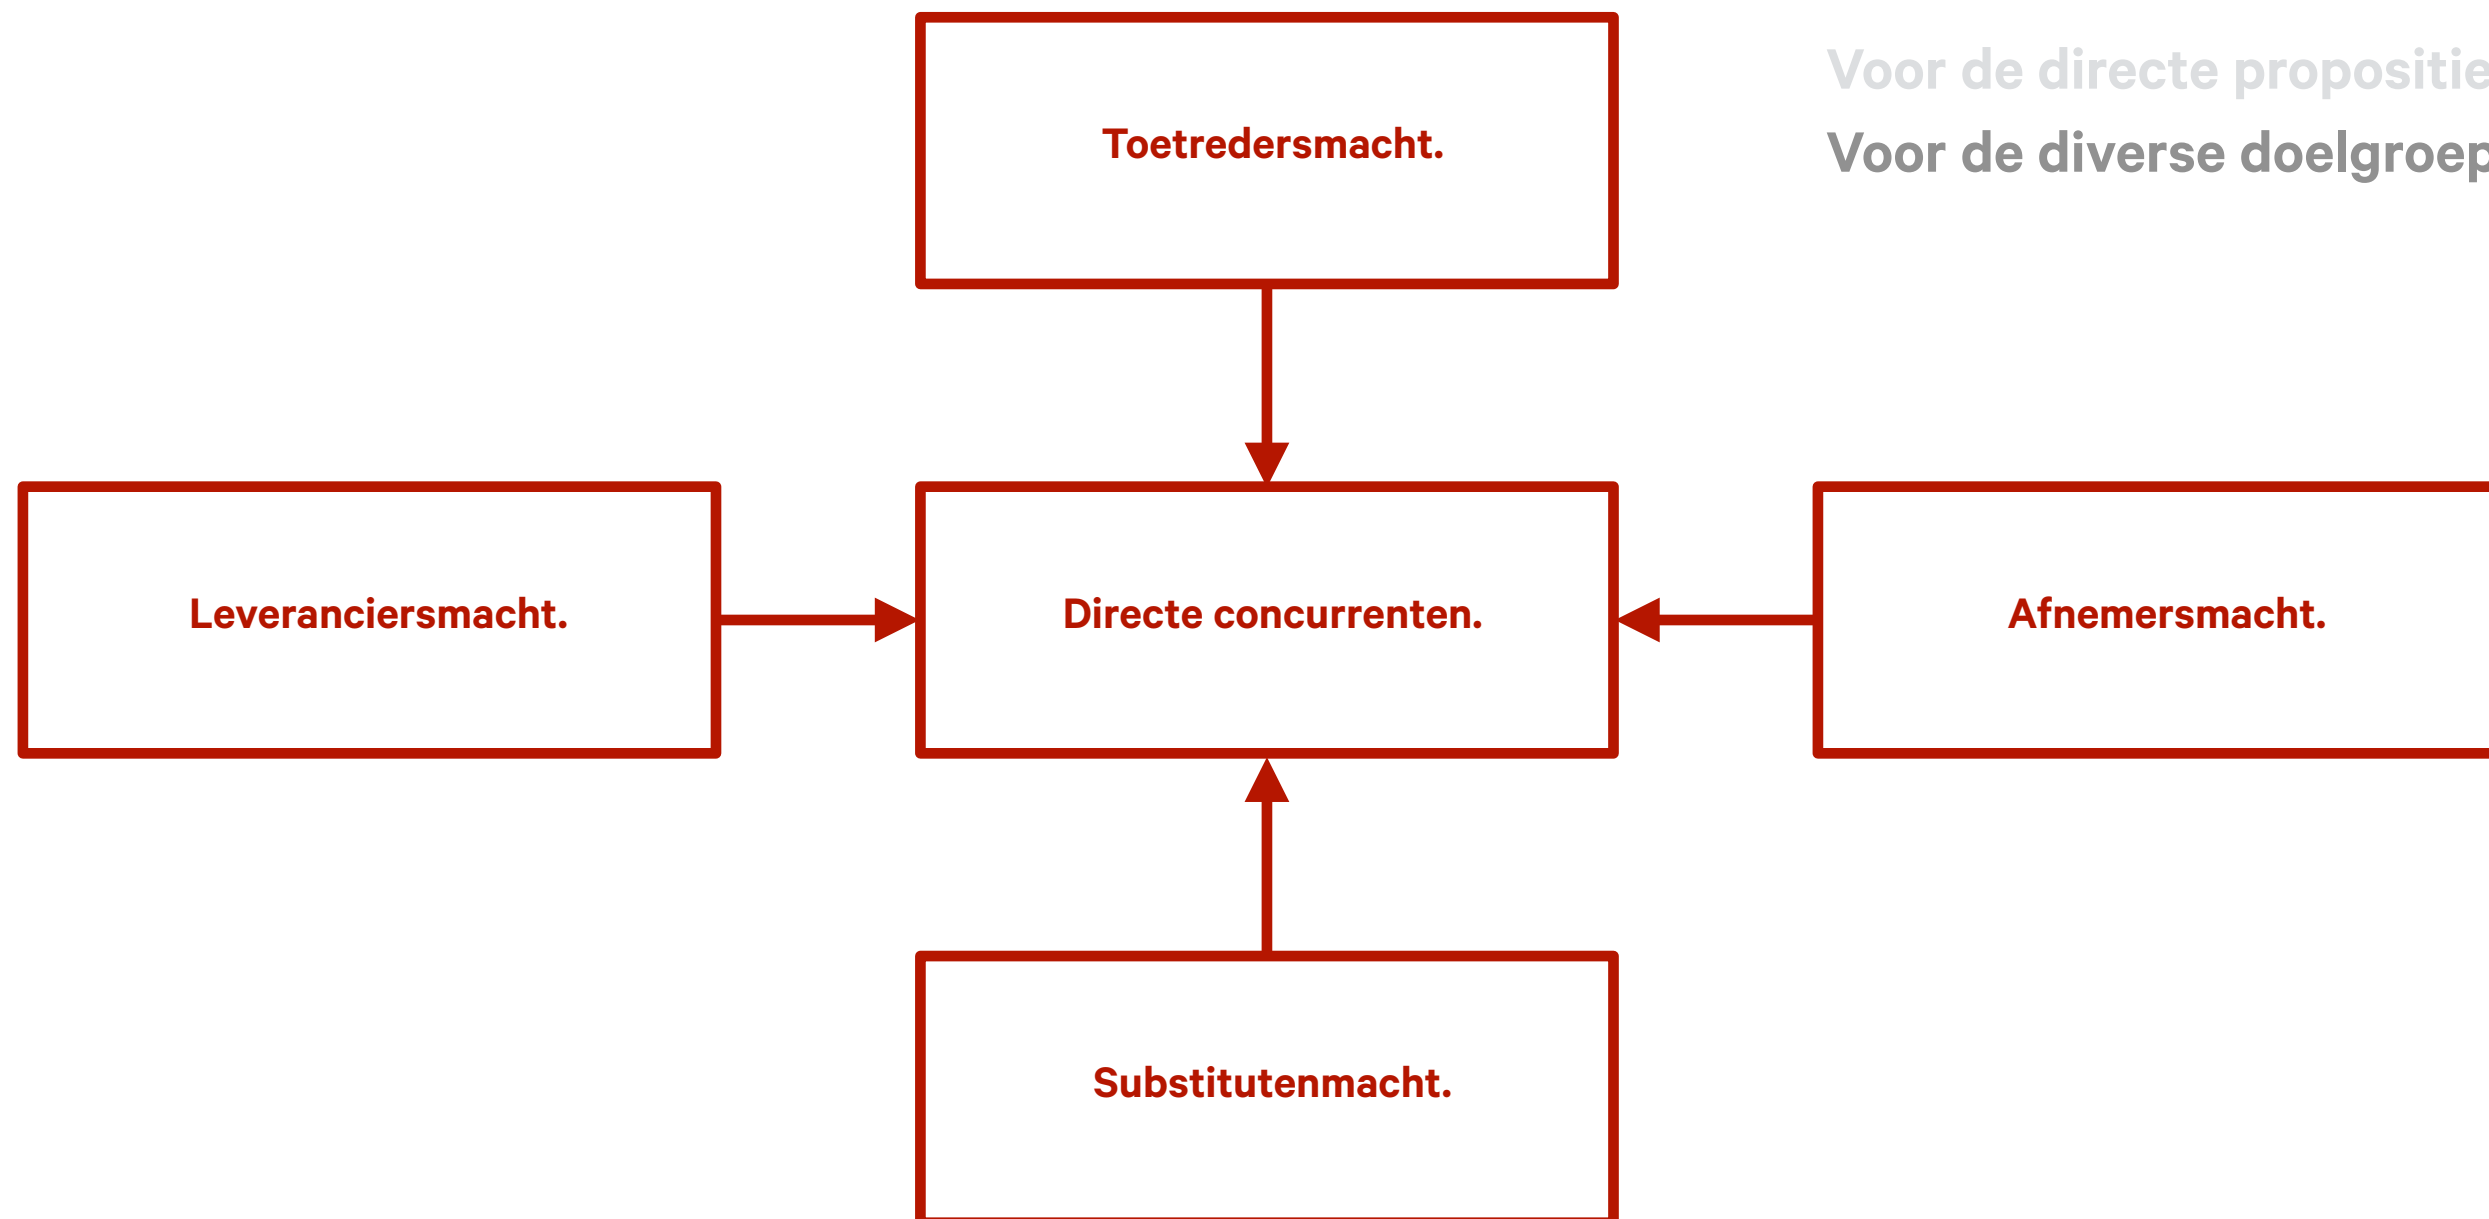 Voor de directe propositie
Voor de diverse doelgroep
Toetredersmacht.
Leveranciersmacht.
Directe concurrenten.
Afnemersmacht.
Substitutenmacht.